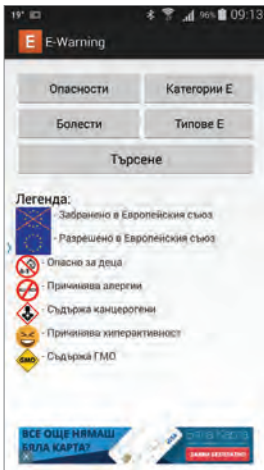 19° 96% 09:13
E E-Warning
Опасности Категории Е
Болести Типове Е
Търсене
Легенда:
- Забранено в Европейския съюз
- Разрешено в Европейския съюз
- Опасно за деца
- Причинява алергии
- Съдържа канцерогени
- Причинява хиперактивност
GMO - Съдържа ГМО
ВСЕ ОЩЕ НЯМАШ
БЯЛА КАРТА?
VISA